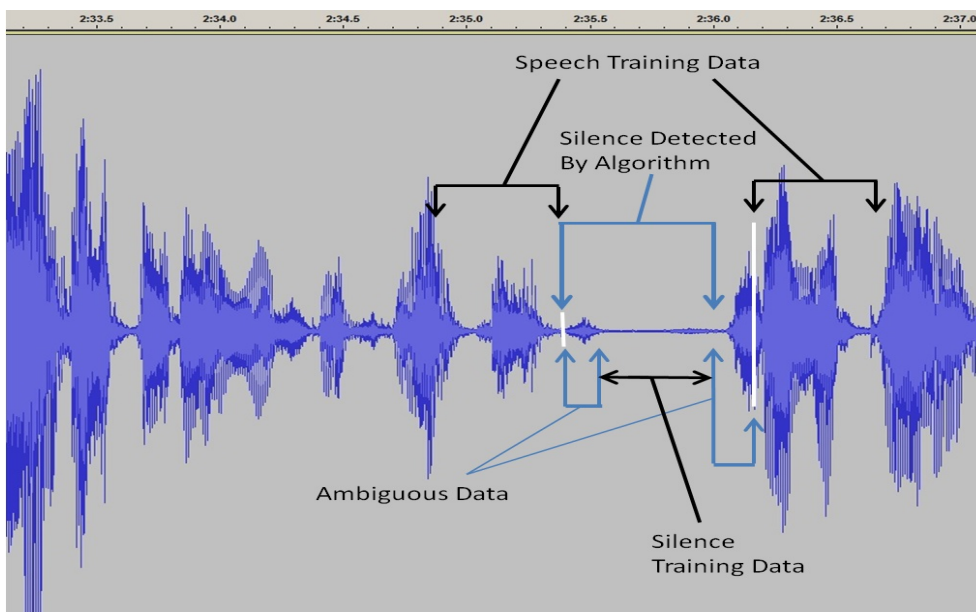 2:33.5 2:34.0 2:34.5 2:35.0 2:35.5 2:36.0 2:36.5 2:37.0
Speech Training Data
Silence Detected
By Algorithm
Ambiguous Data
Silence
Training Data